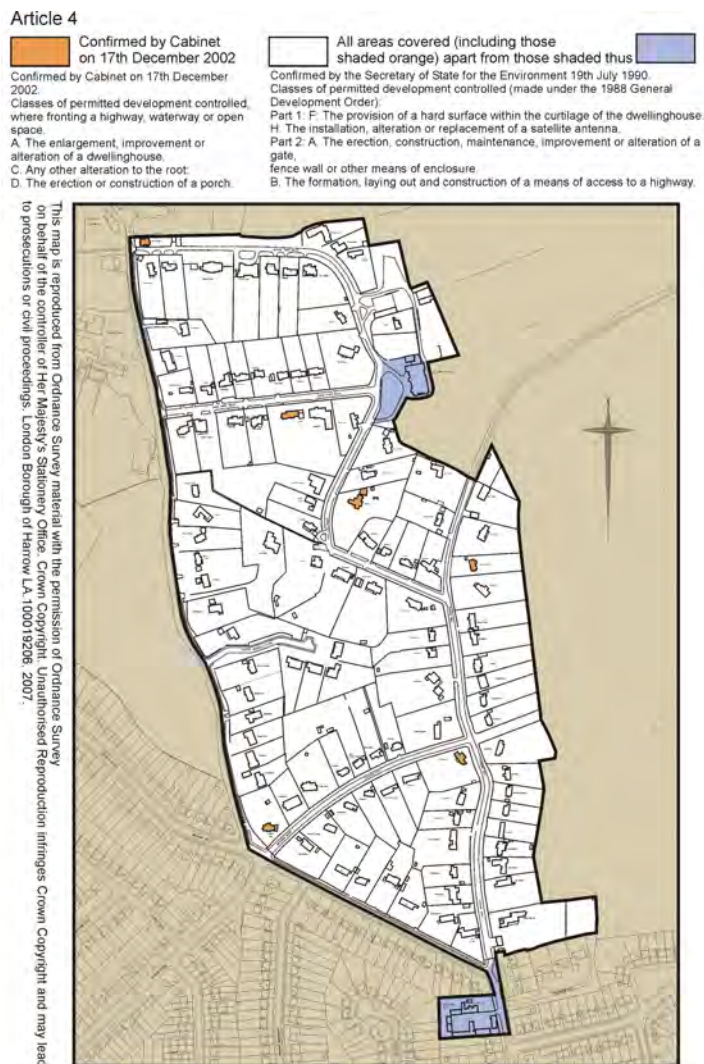 Article 4
Confirmed by Cabinet
on 17th December 2002
Confirmed by Cabinet on 17th December
2002.
Classes of permitted development controlled,
where fronting a highway, waterway or open
space.
A. The enlargement, improvement or
alteration of a dwellinghouse.
C. Any other alteration to the root:
D. The erection or construction of a porch.
All areas covered (including those
shaded orange) apart from those shaded thus
Confirmed by the Secretary of State for the Environment 19th July 1990.
Classes of permitted development controlled (made under the 1988 General
Development Order):
Part 1: F. The provision of a hard surface within the curtilage of the dwellinghouse.
H. The installation, alteration or replacement of a satellite antenna.
Part 2: A. The erection, construction, maintenance, improvement or alteration of a
gate,
fence wall or other means of enclosure.
B. The formation, laying out and construction of a means of access to a highway.
This map is reproduced from Ordnance Survey material with the permission of Ordnance Survey
on behalf of the controller of Her Majesty's Stationery Office. Crown Copyright. Unauthorised Reproduction infringes Crown Copyright and may lead
to prosecutions or civil proceedings. London Borough of Harrow LA.100019206. 2007.